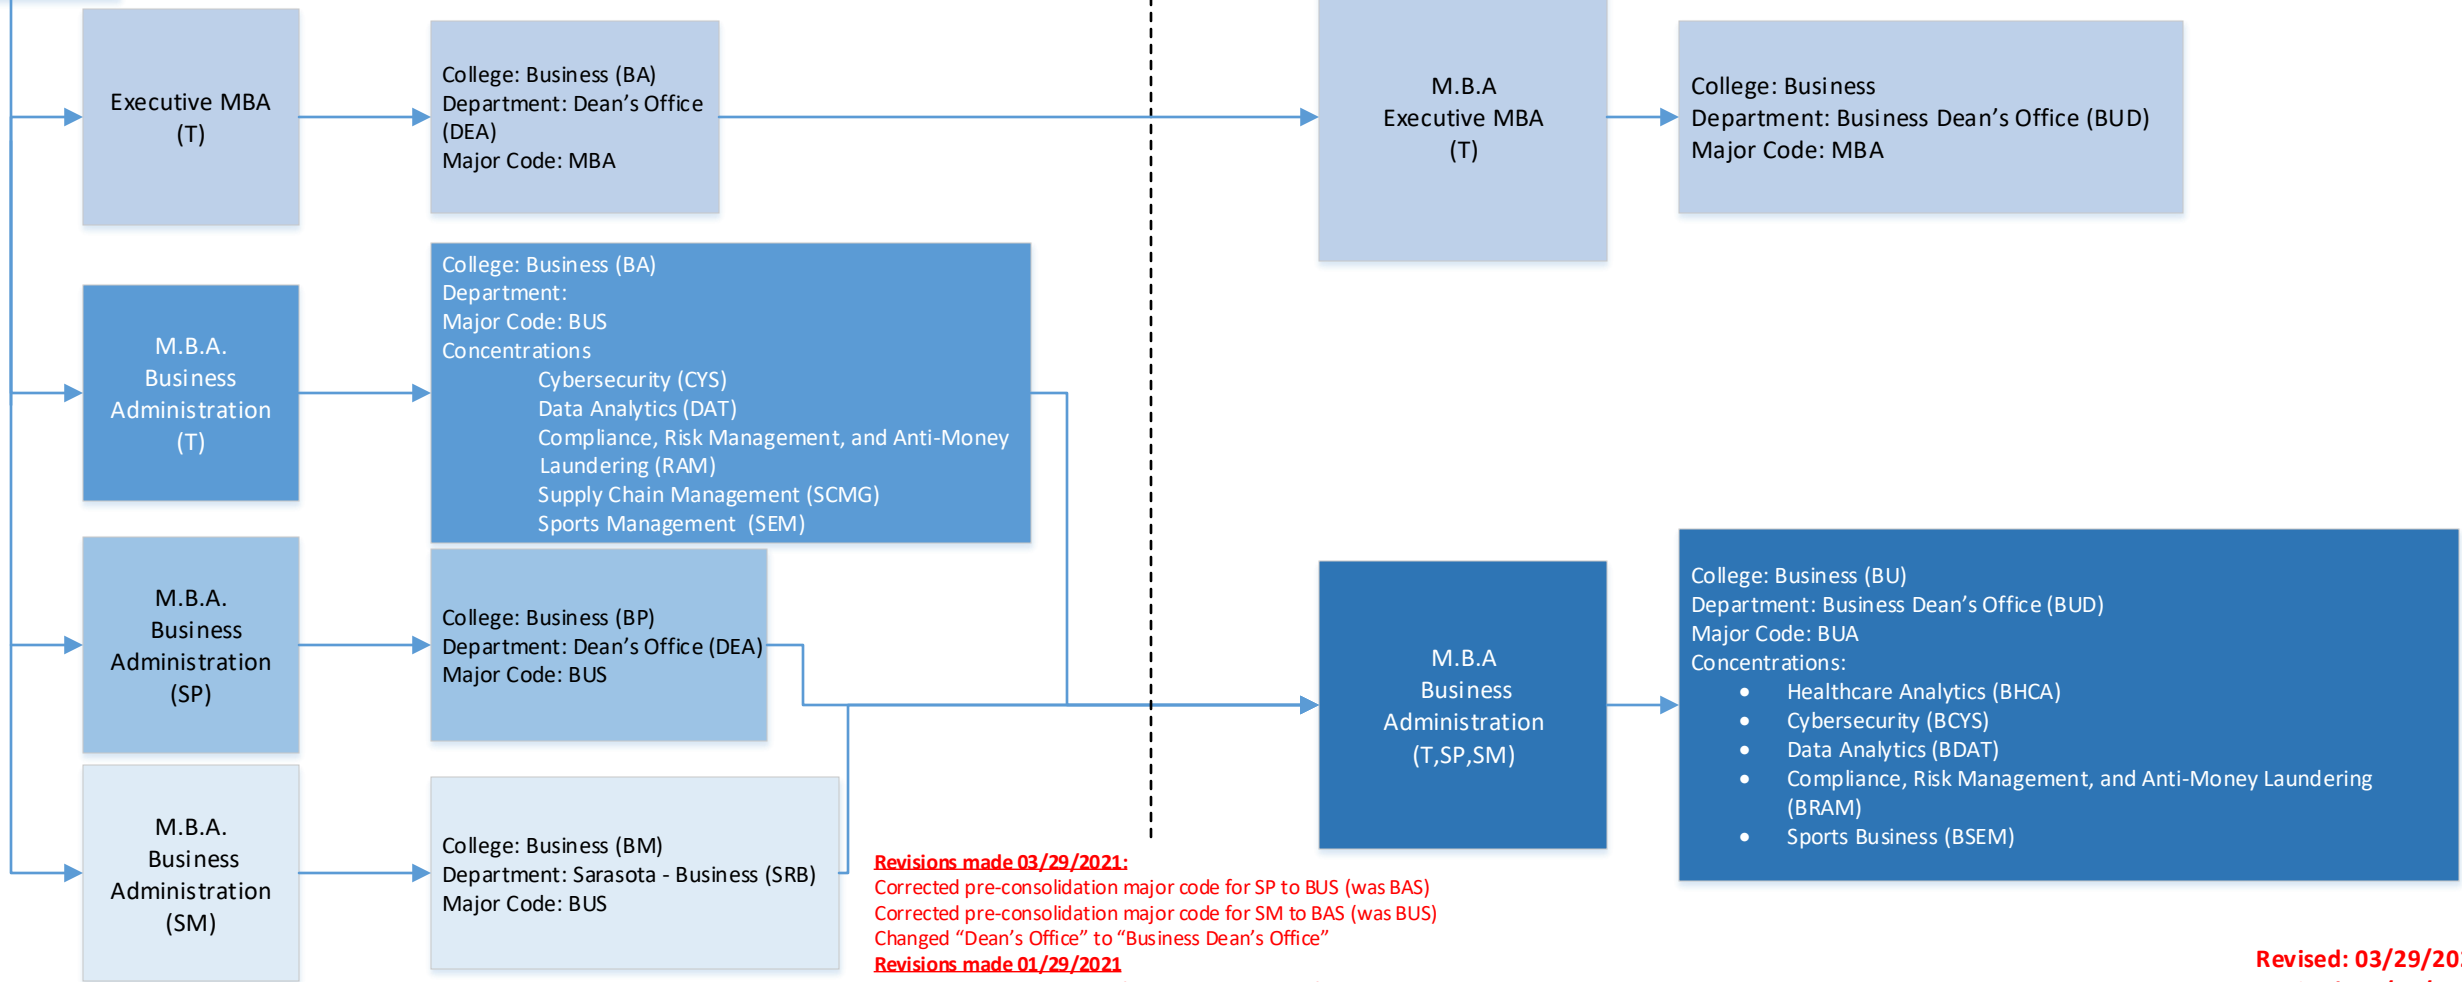 Executive MBA
(T)
College: Business (BA)
Department: Dean’s Office
(DEA)
Major Code: MBA
M.B.A
Executive MBA
(T)
College: Business
Department: Business Dean’s Office (BUD)
Major Code: MBA
M.B.A.
Business
Administration
(T)
College: Business (BA)
Department:
Major Code: BUS
Concentrations
Cybersecurity (CYS)
Data Analytics (DAT)
Compliance, Risk Management, and Anti-Money
Laundering (RAM)
Supply Chain Management (SCMG)
Sports Management (SEM)
M.B.A.
Business
Administration
(SP)
College: Business (BP)
Department: Dean’s Office (DEA)
Major Code: BUS
M.B.A.
Business
Administration
(SM)
College: Business (BM)
Department: Sarasota - Business (SRB)
Major Code: BUS
M.B.A
Business
Administration
(T,SP,SM)
College: Business (BU)
Department: Business Dean’s Office (BUD)
Major Code: BUA
Concentrations:
• Healthcare Analytics (BHCA)
• Cybersecurity (BCYS)
• Data Analytics (BDAT)
• Compliance, Risk Management, and Anti-Money Laundering
(BRAM)
• Sports Business (BSEM)
Revisions made 03/29/2021:
Corrected pre-consolidation major code for SP to BUS (was BAS)
Corrected pre-consolidation major code for SM to BAS (was BUS)
Changed “Dean’s Office” to “Business Dean’s Office”
Revisions made 01/29/2021
Revised: